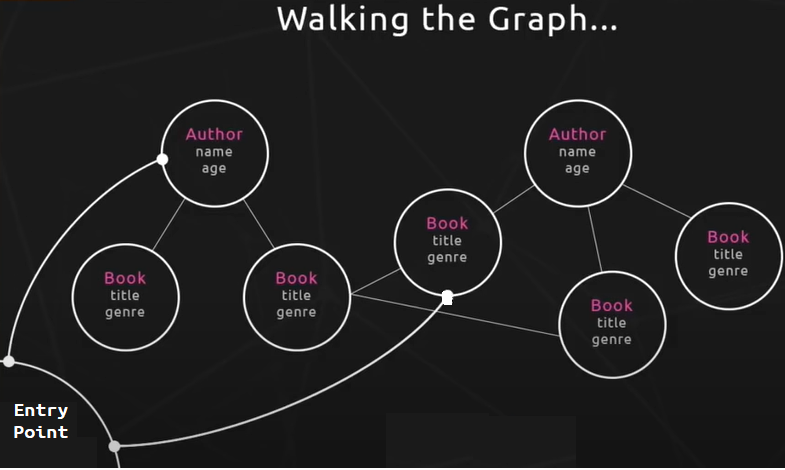 Walking the Graph...
Author
name
age
Author
name
age
Book
title
genre
Book
title
genre
Book
title
genre
Book
title
genre
Book
title
genre
Entry
Point